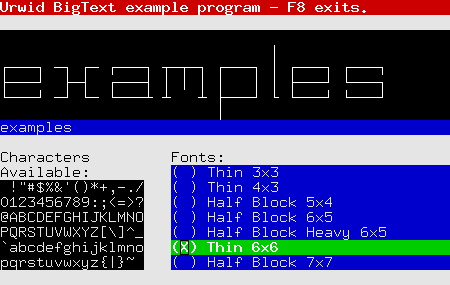 Urwid BigText example program - F8 exits.
examples
examples
Characters
Available:
 !"#$%&'()*+,-./
0123456789:;<=>?
@ABCDEFGHIJKLMNO
PQRSTUVWXYZ[\]^_
`abcdefghijklmno
pqrstuvwxyz{|}~
Fonts:
( ) Thin 3x3
( ) Thin 4x3
( ) Half Block 5x4
( ) Half Block 6x5
( ) Half Block Heavy 6x5
(X) Thin 6x6
( ) Half Block 7x7